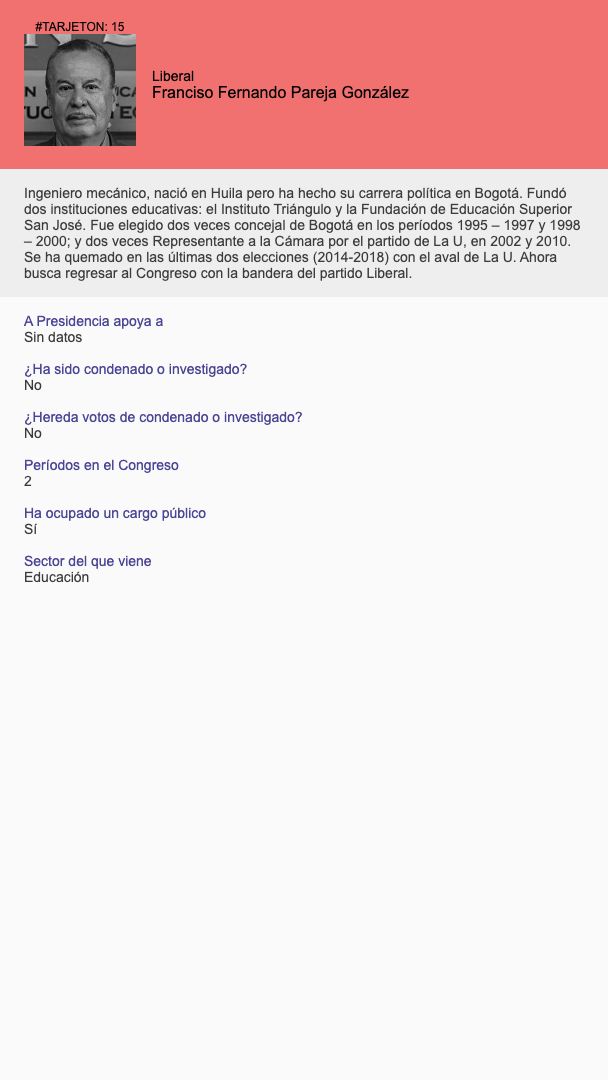 #TARJETON: 15
Liberal
Franciso Fernando Pareja González
Ingeniero mecánico, nació en Huila pero ha hecho su carrera política en Bogotá. Fundó
dos instituciones educativas: el Instituto Triángulo y la Fundación de Educación Superior
San José. Fue elegido dos veces concejal de Bogotá en los períodos 1995 – 1997 y 1998
– 2000; y dos veces Representante a la Cámara por el partido de La U, en 2002 y 2010.
Se ha quemado en las últimas dos elecciones (2014-2018) con el aval de La U. Ahora
busca regresar al Congreso con la bandera del partido Liberal.
A Presidencia apoya a
Sin datos
¿Ha sido condenado o investigado?
No
¿Hereda votos de condenado o investigado?
No
Períodos en el Congreso
2
Ha ocupado un cargo público
Sí
Sector del que viene
Educación